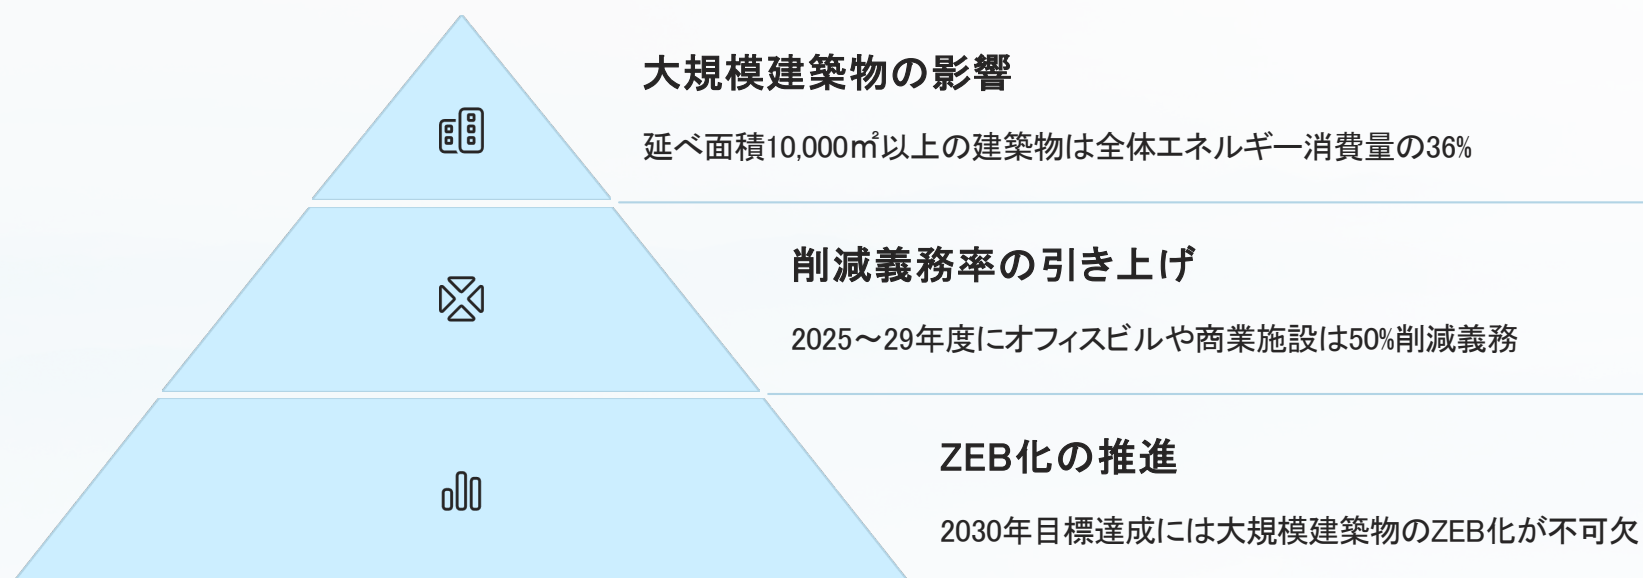 大規模建築物の影響
延べ面積10,000㎡以上の建築物は全体エネルギー消費量の36%
削減義務率の引き上げ
2025～29年度にオフィスビルや商業施設は50%削減義務
ZEB化の推進
2030年目標達成には大規模建築物のZEB化が不可欠